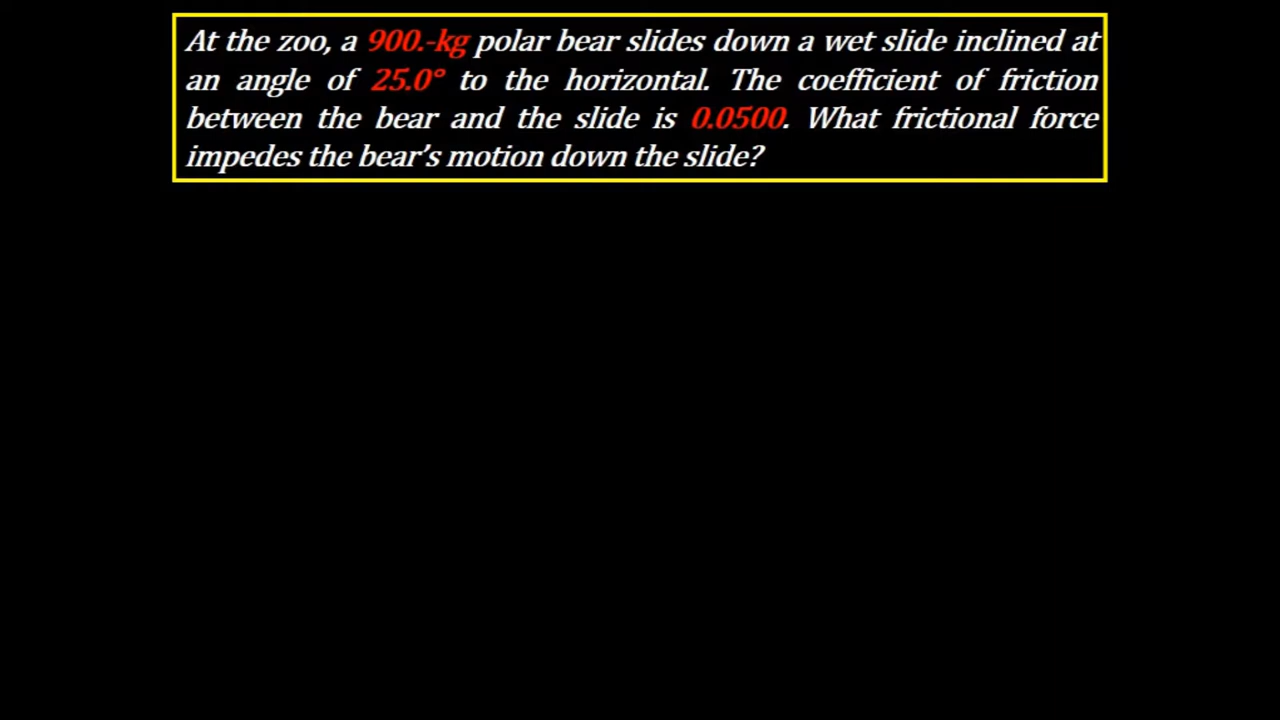 At the zoo, a 900.-kg polar bear slides down a wet slide inclined at
an angle of 25.0° to the horizontal. The coefficient of friction
between the bear and the slide is 0.0500. What frictional force
impedes the bear’s motion down the slide?